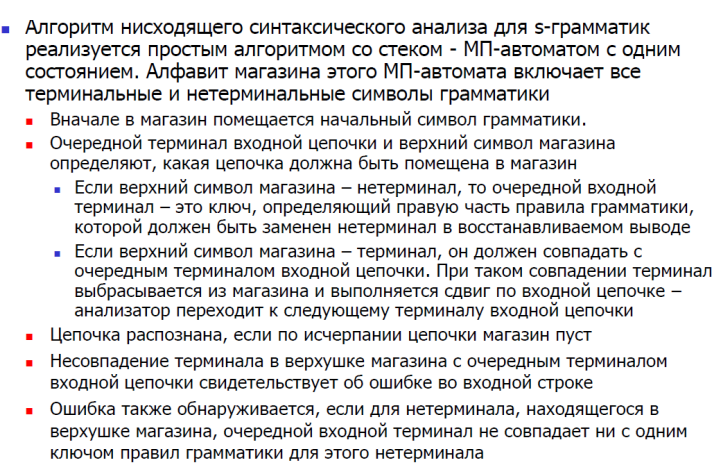 Алгоритм нисходящего синтаксического анализа для s-грамматик
реализуется простым алгоритмом со стеком - МП-автоматом с одним
состоянием. Алфавит магазина этого МП-автомата включает все
терминальные и нетерминальные символы грамматики
Вначале в магазин помещается начальный символ грамматики.
Очередной терминал входной цепочки и верхний символ магазина
определяют, какая цепочка должна быть помещена в магазин
Если верхний символ магазина – нетерминал, то очередной входной
терминал – это ключ, определяющий правую часть правила грамматики,
которой должен быть заменен нетерминал в восстанавливаемом выводе
Если верхний символ магазина – терминал, он должен совпадать с
очередным терминалом входной цепочки. При таком совпадении терминал
выбрасывается из магазина и выполняется сдвиг по входной цепочке –
анализатор переходит к следующему терминалу входной цепочки
Цепочка распознана, если по исчерпании цепочки магазин пуст
Несовпадение терминала в верхушке магазина с очередным терминалом
входной цепочки свидетельствует об ошибке во входной строке
Ошибка также обнаруживается, если для нетерминала, находящегося в
верхушке магазина, очередной входной терминал не совпадает ни с одним
ключом правил грамматики для этого нетерминала